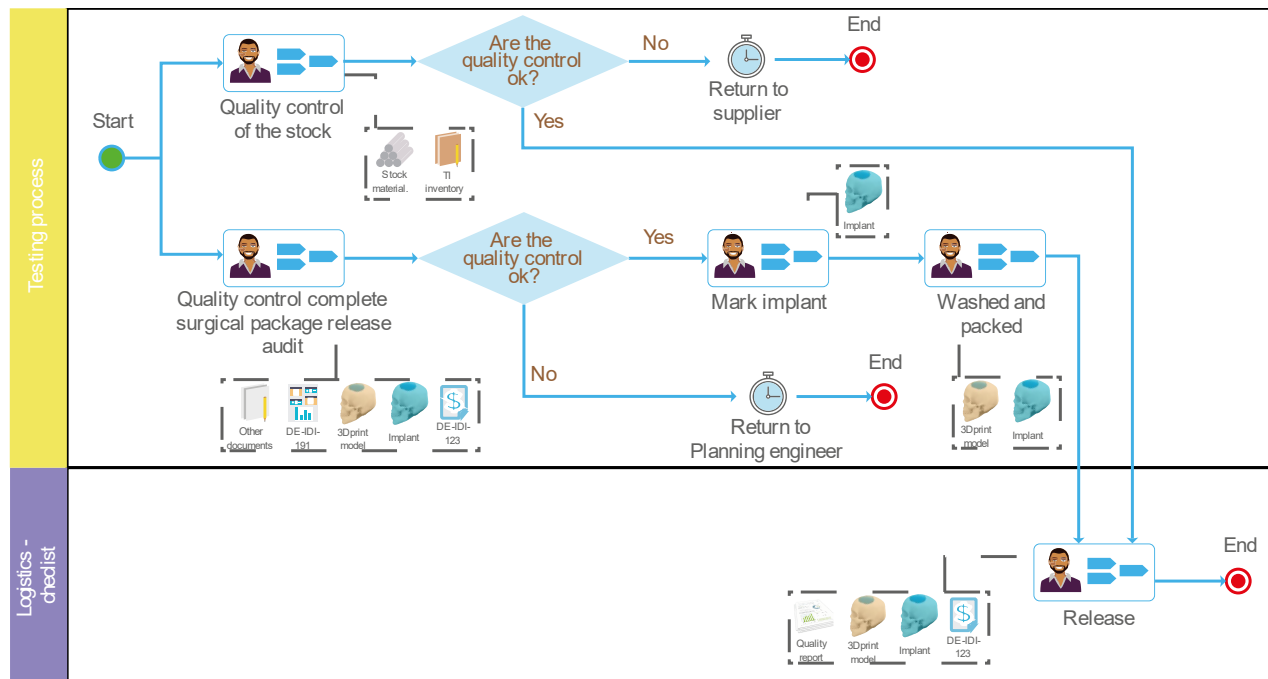 Testing process
Start
Quality control
of the stock
Stock
material.
TI
inventory
Are the
quality control
ok?
No
Return to
supplier
End
Yes
Quality control complete
surgical package release
audit
Other
documents
DE-IDI-
191
3Dprint
model
Implant
DE-IDI-
123
Are the
quality control
ok?
Yes
Mark implant
Implant
Washed and
packed
3Dprint
model
Implant
No
Return to
Planning engineer
End
Logistics -
chedist
Release
Quality
report
3Dprint
model
Implant
DE-IDI-
123
End